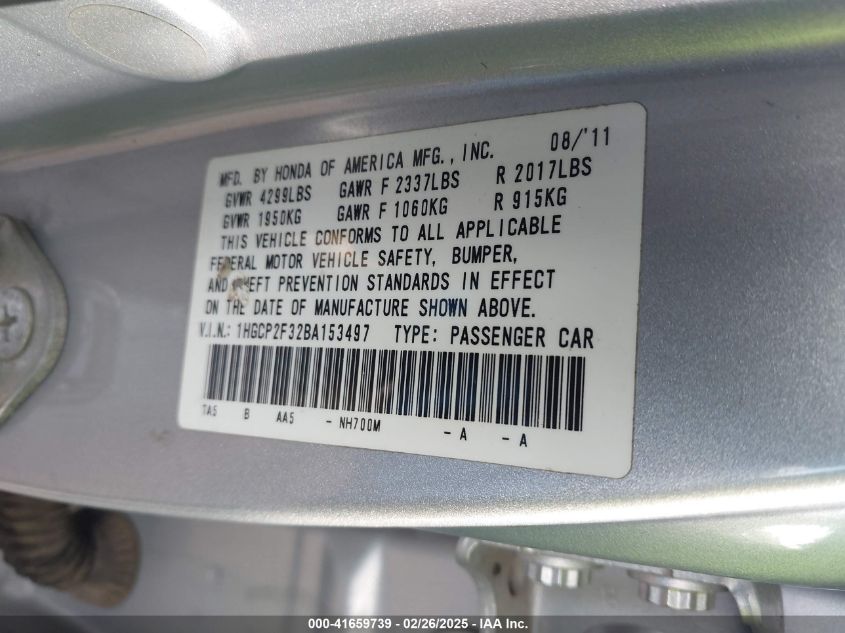 MFD. BY HONDA OF AMERICA MFG., INC. 08/'11
GVWR 4299LBS GAWR F 2337LBS R 2017LBS
GVWR 1950KG GAWR F 1060KG R 915KG
THIS VEHICLE CONFORMS TO ALL APPLICABLE
FEDERAL MOTOR VEHICLE SAFETY, BUMPER,
AND THEFT PREVENTION STANDARDS IN EFFECT
ON THE DATE OF MANUFACTURE SHOWN ABOVE.
V.I.N.: 1HGCP2F32BA153497 TYPE: PASSENGER CAR
TA5 B AA5 - NH700M - A - A
000-41659739 / 02/26/2025 - IAA Inc.